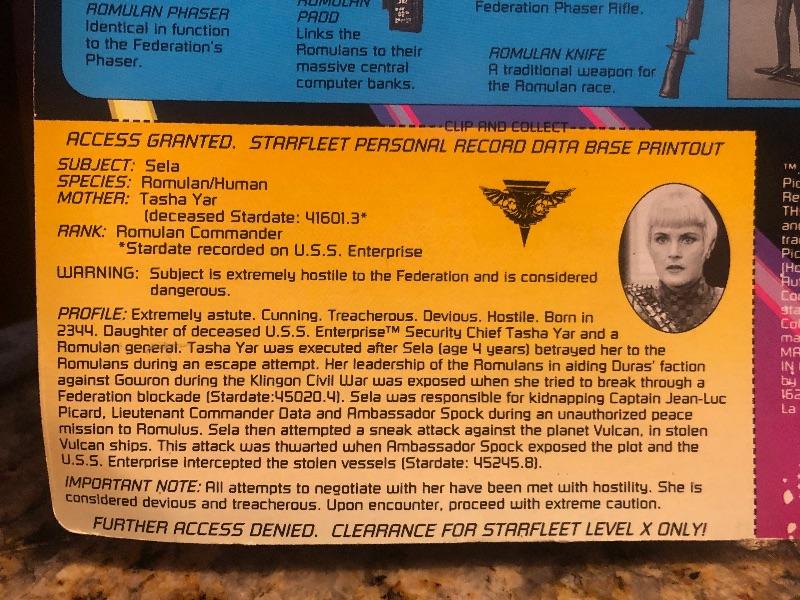 ROMULAN PHASER
Identical in function
to the Federation's
Phaser.
ROMULAN
PADD
Links the
Romulans to their
massive central
computer banks.
Federation Phaser Rifle.
ROMULAN KNIFE
A traditional weapon for
the Romulan race.
CLIP AND COLLECT
ACCESS GRANTED. STARFLEET PERSONAL RECORD DATA BASE PRINTOUT
SUBJECT: Sela
SPECIES: Romulan/Human
MOTHER: Tasha Yar
(deceased Stardate: 41601.3*
RANK: Romulan Commander
*Stardate recorded on U.S.S. Enterprise
WARNING: Subject is extremely hostile to the Federation and is considered
dangerous.
PROFILE: Extremely astute. Cunning. Treacherous. Devious. Hostile. Born in
2344. Daughter of deceased U.S.S. Enterprise™ Security Chief Tasha Yar and a
Romulan general. Tasha Yar was executed after Sela (age 4 years) betrayed her to the
Romulans during an escape attempt. Her leadership of the Romulans in aiding Duras' faction
against Gowron during the Klingon Civil War was exposed when she tried to break through a
Federation blockade (Stardate:45020.4). Sela was responsible for kidnapping Captain Jean-Luc
Picard, Lieutenant Commander Data and Ambassador Spock during an unauthorized peace
mission to Romulus. Sela then attempted a sneak attack against the planet Vulcan, in stolen
Vulcan ships. This attack was thwarted when Ambassador Spock exposed the plot and the
U.S.S. Enterprise intercepted the stolen vessels (Stardate: 45245.8).
IMPORTANT NOTE: All attempts to negotiate with her have been met with hostility. She is
considered devious and treacherous. Upon encounter, proceed with extreme caution.
FURTHER ACCESS DENIED. CLEARANCE FOR STARFLEET LEVEL X ONLY!